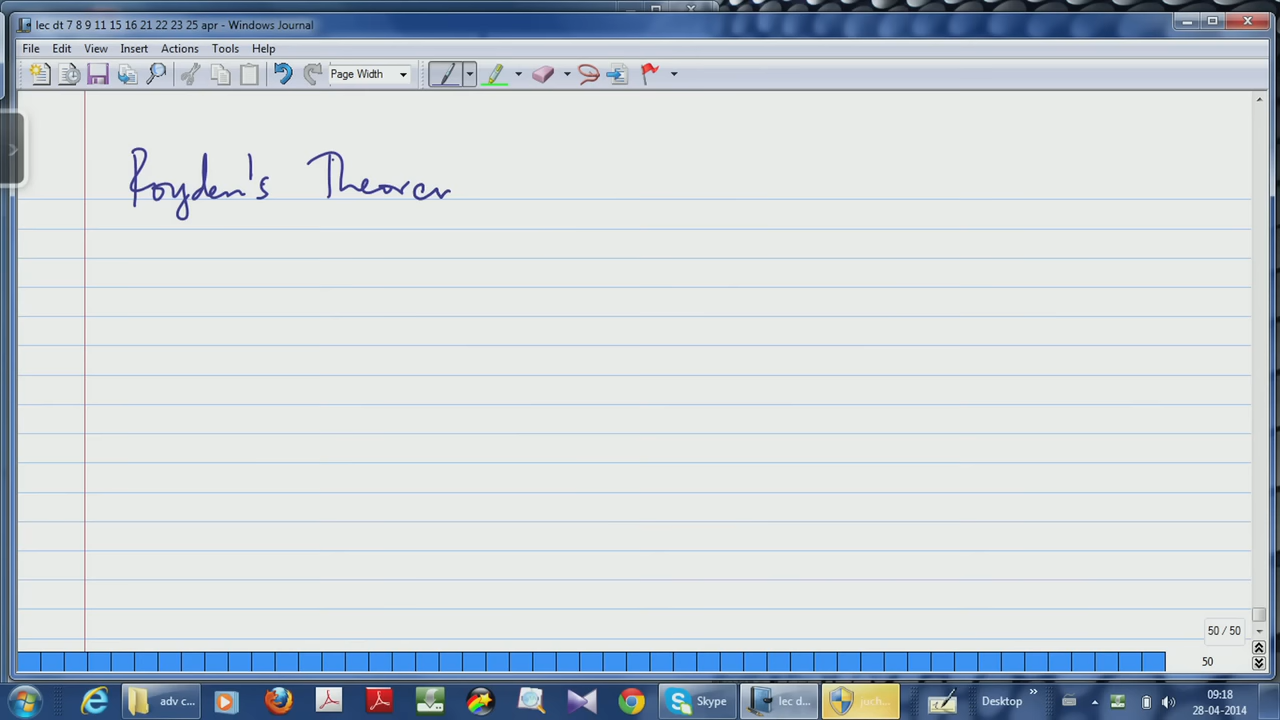 lec dt 7 8 9 11 15 16 21 22 23 25 apr - Windows Journal
File Edit View Insert Actions Tools Help
Page Width
Royden's Theorem
50 / 50
50
adv c...
Skype
lec d...
juch...
Desktop
»
09:18
28-04-2014